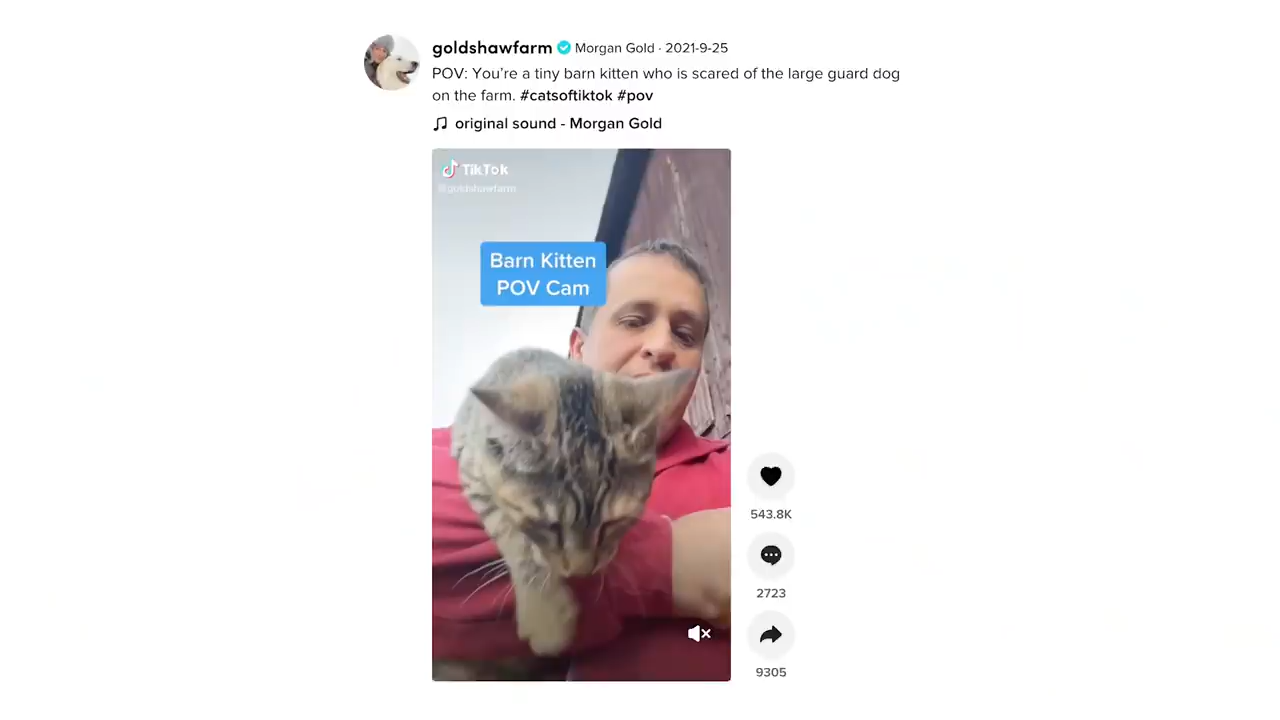 goldshawfarm Morgan Gold · 2021-9-25
POV: You're a tiny barn kitten who is scared of the large guard dog
on the farm. #catsoftiktok #pov
original sound - Morgan Gold
TikTok
@goldshawfarm
Barn Kitten
POV Cam
543.8K
2723
9305